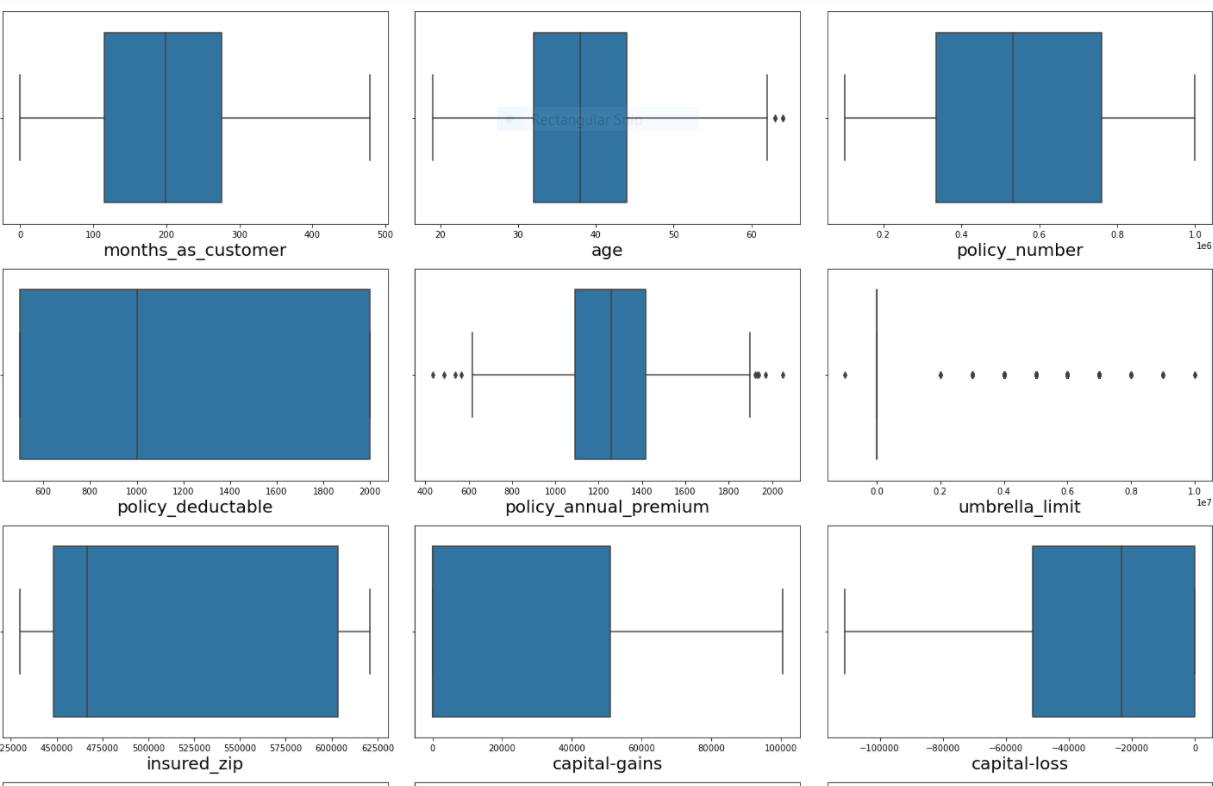 0 100 200 300 400 500
months_as_customer
20 30 40 50 60
age
Rectangular Snip
0.2 0.4 0.6 0.8 1.0
1e6
policy_number
600 800 1000 1200 1400 1600 1800 2000
policy_deductable
400 600 800 1000 1200 1400 1600 1800 2000
policy_annual_premium
0.0 0.2 0.4 0.6 0.8 1.0
1e7
umbrella_limit
25000 450000 475000 500000 525000 550000 575000 600000 625000
insured_zip
0 20000 40000 60000 80000 100000
capital-gains
−100000 −80000 −60000 −40000 −20000 0
capital-loss